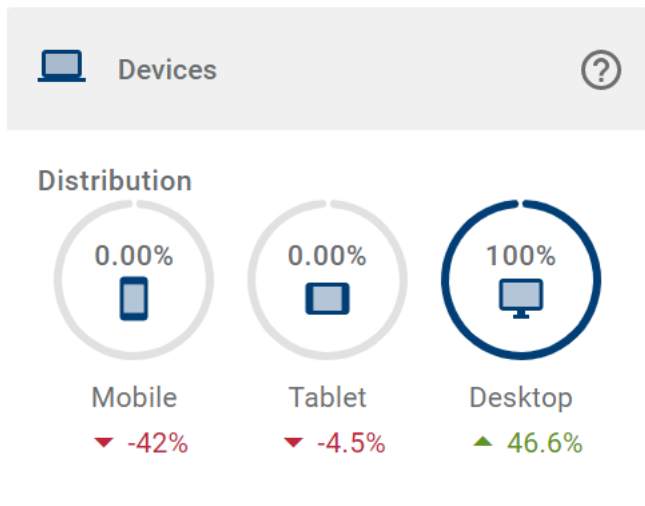 Devices
Distribution
0.00% 0.00% 100%
Mobile Tablet Desktop
-42% -4.5% 46.6%